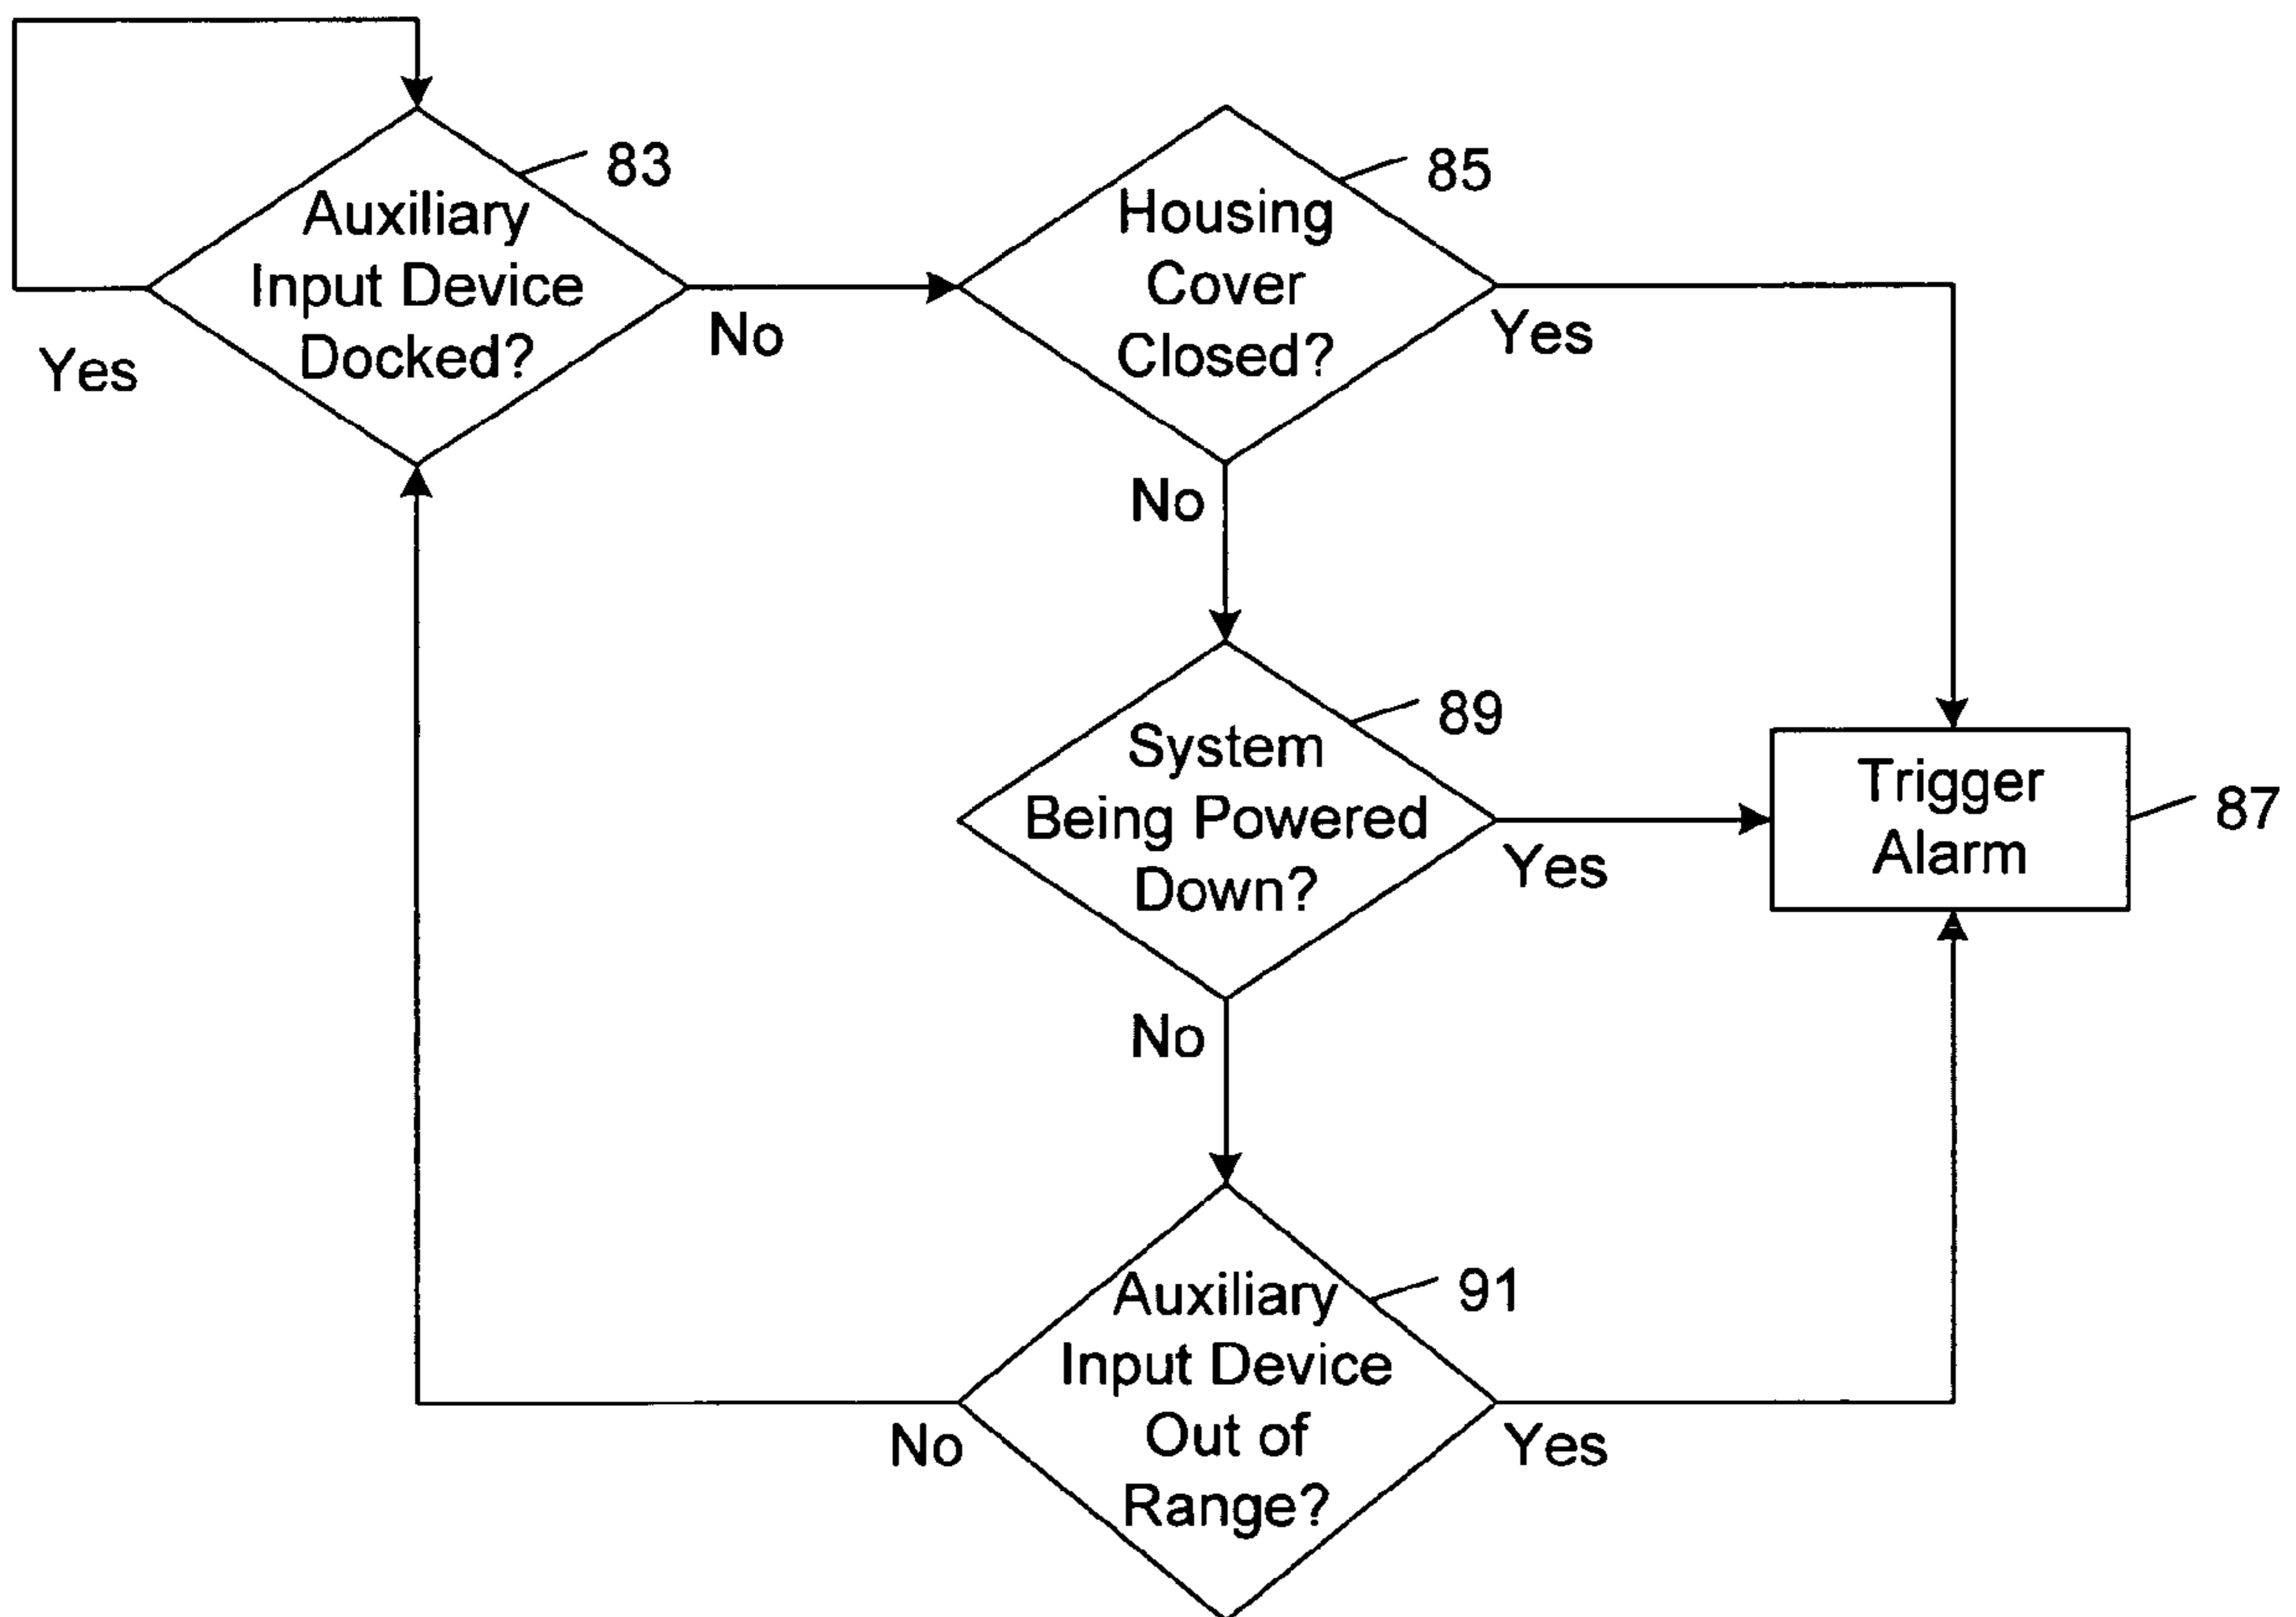 83
Auxiliary
Input Device
Docked?
Yes
No
85
Housing
Cover
Closed?
Yes
No
89
System
Being Powered
Down?
Yes
No
Trigger
Alarm
87
91
Auxiliary
Input Device
Out of
Range?
No
Yes